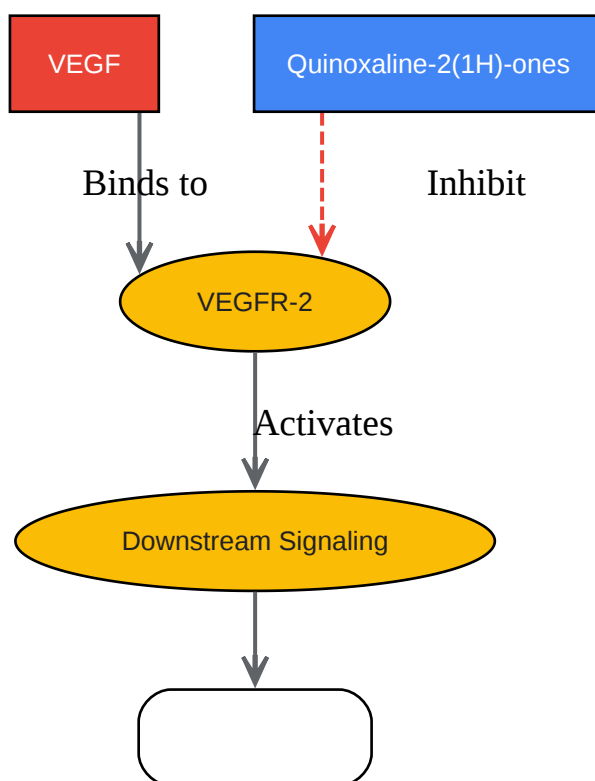 VEGF
Quinoxaline-2(1H)-ones
Binds to
Inhibit
VEGFR-2
Activates
Downstream Signaling